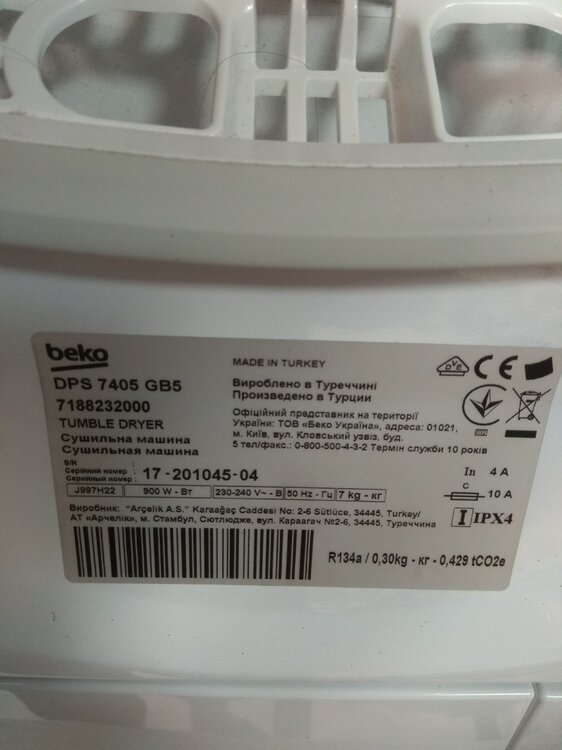 beko
DPS 7405 GB5
7188232000
TUMBLE DRYER
Сушильна машина
Сушильная машина
MADE IN TURKEY
Вироблено в Туреччині
Произведено в Турции
Офіційний представник на території
України: ТОВ «Беко Україна», адреса: 01021,
м. Київ, вул. Кловський узвіз, буд.
5 тел/факс.: 0-800-500-4-3-2 Термін служби 10 років
DVE
CE
S/N
Серійний номер :
Серийный номер :
17-201045-04
In 4 A
J997H22 900 W - Вт 230-240 V~ - В 50 Hz - Гц 7 kg - кг
C 10 A
Виробник: "Arçelik A.S." Karaağaç Caddesi No: 2-6 Sütlüce, 34445, Turkey/
АТ «Арчелік», м. Стамбул, Сютлюдже, вул. Караагач №2-6, 34445, Туреччина
I IPX4
R134a / 0,30kg - кг - 0,429 tCO2e